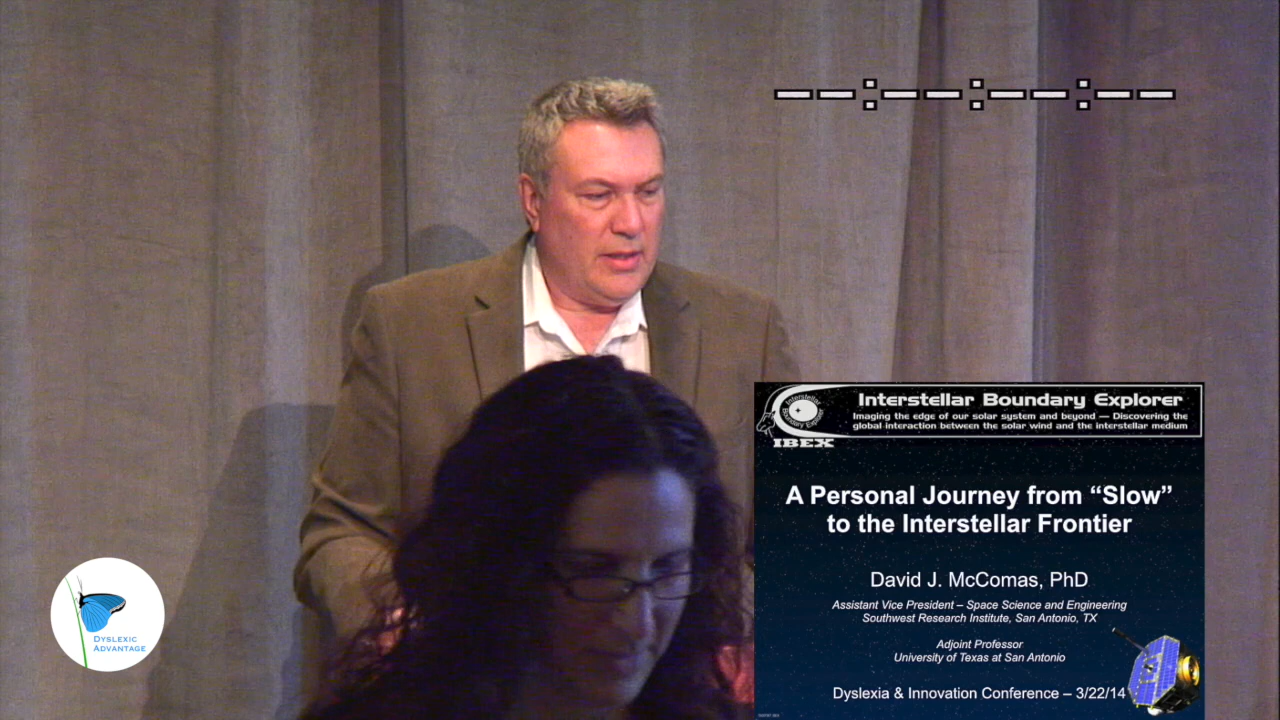 --:--:--:--
Interstellar Boundary Explorer
Imaging the edge of our solar system and beyond — Discovering the
global interaction between the solar wind and the interstellar medium
Interstellar
Boundary Explorer
IBEX
A Personal Journey from “Slow”
to the Interstellar Frontier
David J. McComas, PhD
Assistant Vice President – Space Science and Engineering
Southwest Research Institute, San Antonio, TX
Adjoint Professor
University of Texas at San Antonio
Dyslexia & Innovation Conference – 3/22/14
DYSLEXIC
ADVANTAGE